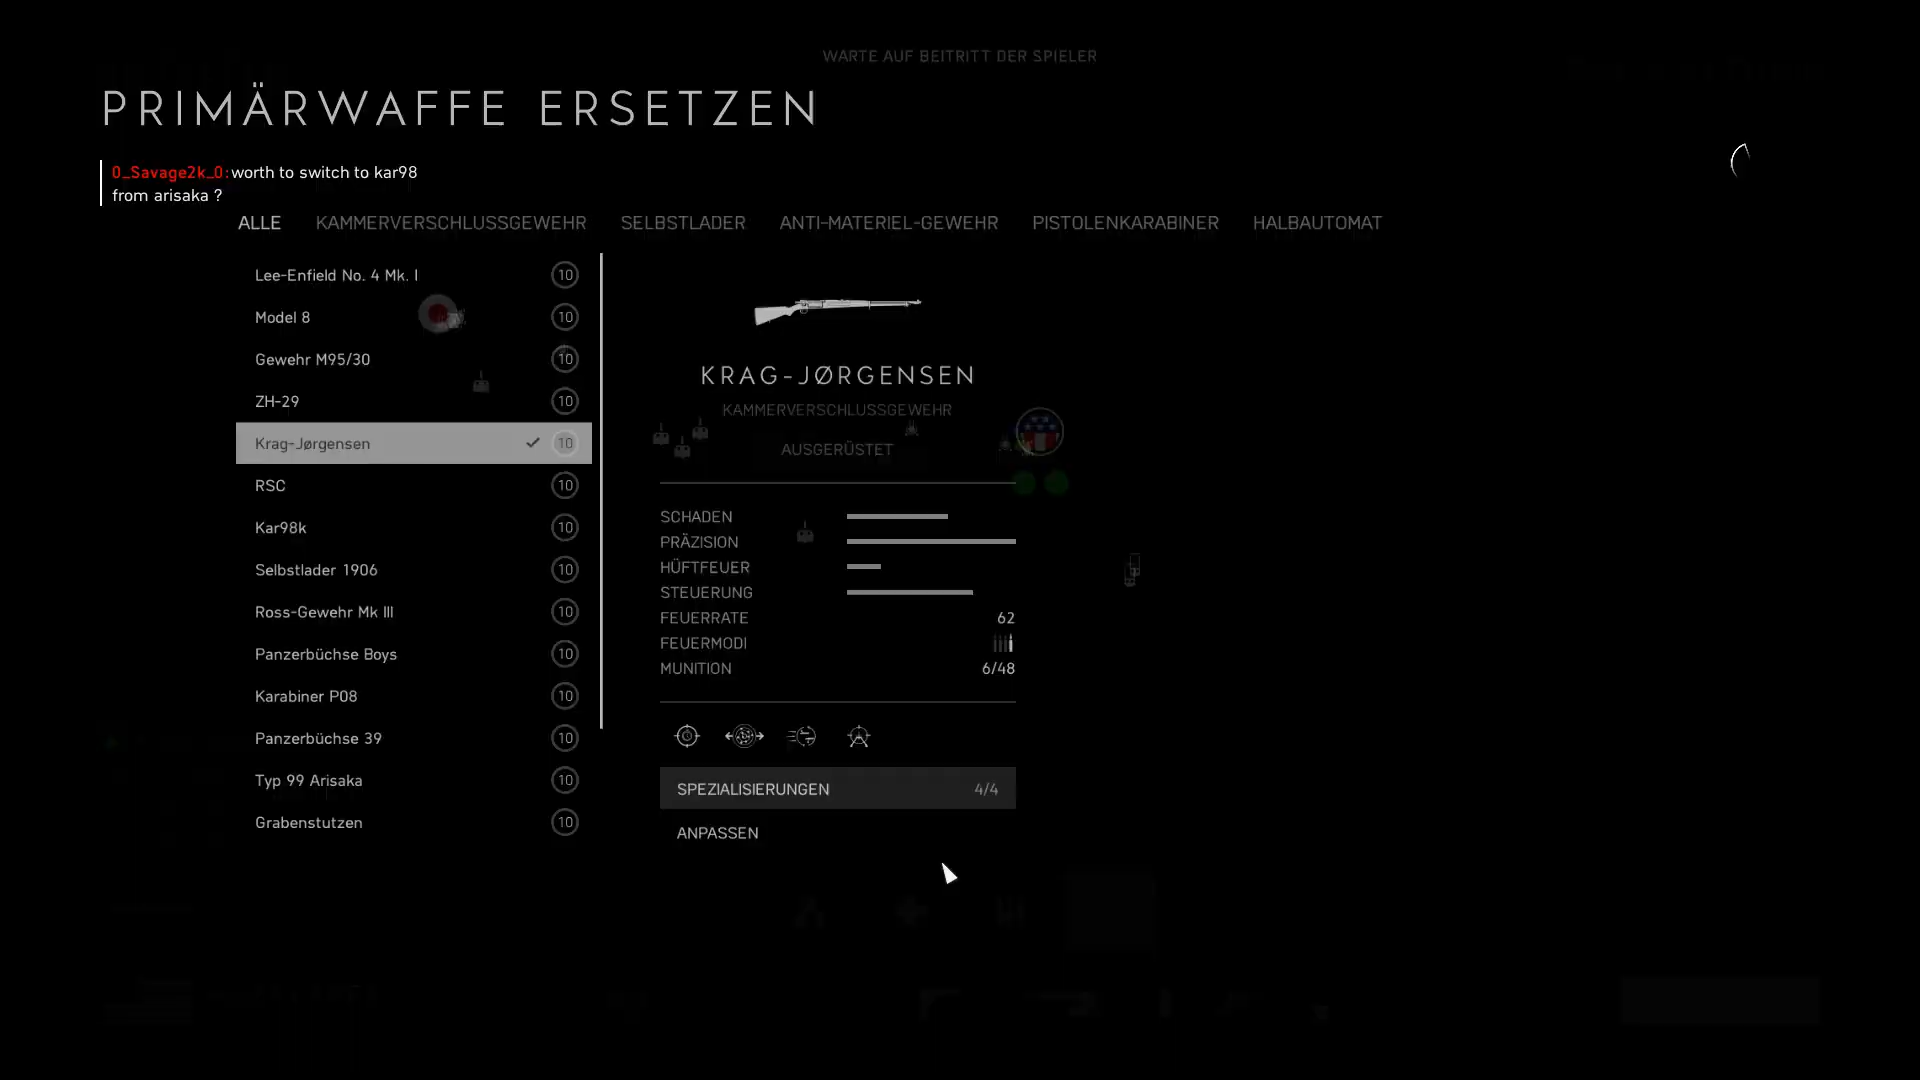 WARTE AUF BEITRITT DER SPIELER
PRIMÄRWAFFE ERSETZEN
0_Savage2k_0:worth to switch to kar98
from arisaka ?
ALLE KAMMERVERSCHLUSSGEWEHR SELBSTLADER ANTI-MATERIEL-GEWEHR PISTOLENKARABINER HALBAUTOMAT
Lee-Enfield No. 4 Mk. I 10
Model 8 10
Gewehr M95/30 10
ZH-29 10
Krag-Jørgensen 10
RSC 10
Kar98k 10
Selbstlader 1906 10
Ross-Gewehr Mk III 10
Panzerbüchse Boys 10
Karabiner P08 10
Panzerbüchse 39 10
Typ 99 Arisaka 10
Grabenstutzen 10
KRAG-JØRGENSEN
KAMMERVERSCHLUSSGEWEHR
AUSGERÜSTET
SCHADEN
PRÄZISION
HÜFTFEUER
STEUERUNG
FEUERRATE 62
FEUERMODI
MUNITION 6/48
SPEZIALISIERUNGEN 4/4
ANPASSEN